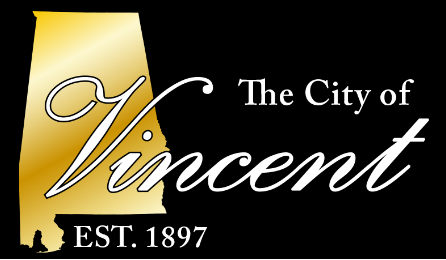 The City of
Vincent
EST. 1897